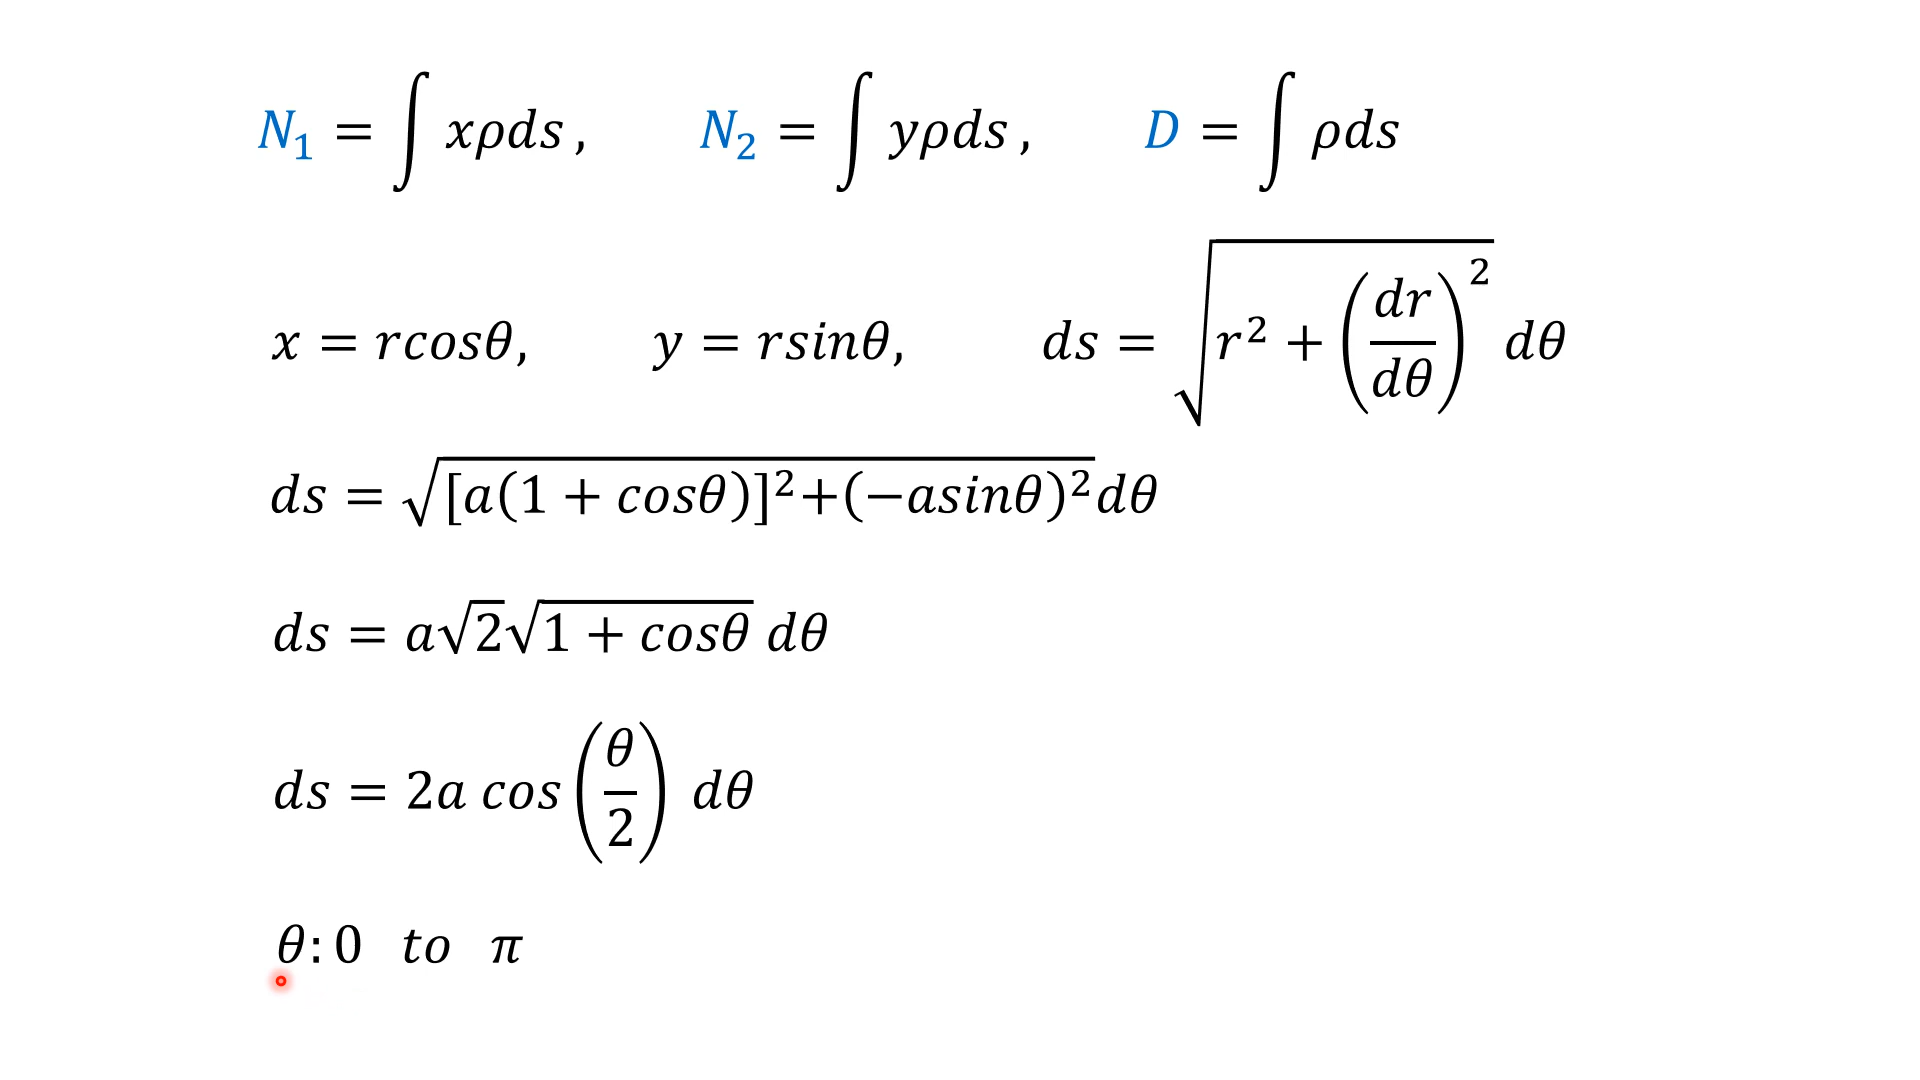 N₁ = ∫ xρds , N₂ = ∫ yρds , D = ∫ ρds
x = rcosθ, y = rsinθ, ds = √(r² + (dr/dθ)²) dθ
ds = √([a(1 + cosθ)]²+(−asinθ)²)dθ
ds = a√2√(1 + cosθ) dθ
ds = 2a cos(θ/2) dθ
θ: 0 to π